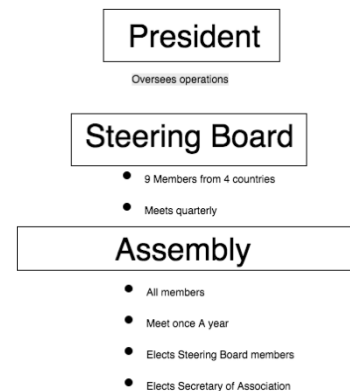 President
Oversees operations
Steering Board
9 Members from 4 countries
Meets quarterly
Assembly
All members
Meet once A year
Elects Steering Board members
Elects Secretary of Association